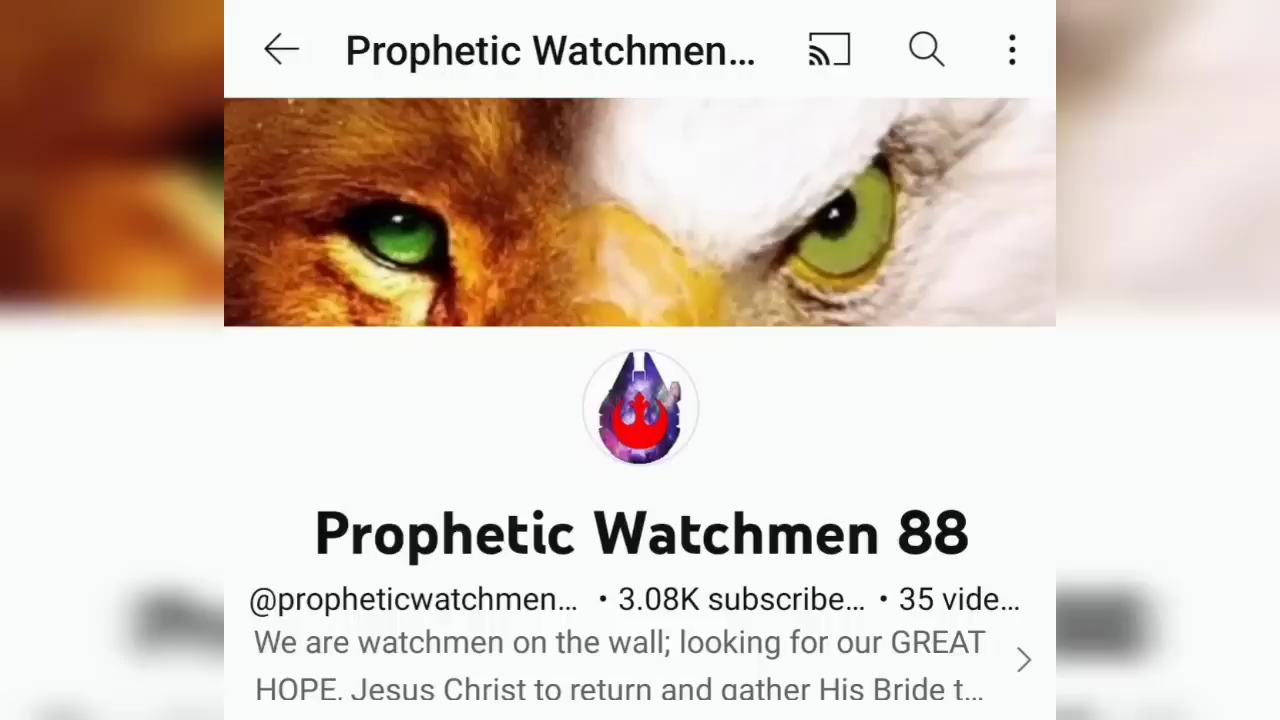 Prophetic Watchmen...
Prophetic Watchmen 88
@propheticwatchmen... • 3.08K subscribe... • 35 vide...
We are watchmen on the wall; looking for our GREAT
HOPE. Jesus Christ to return and gather His Bride t...